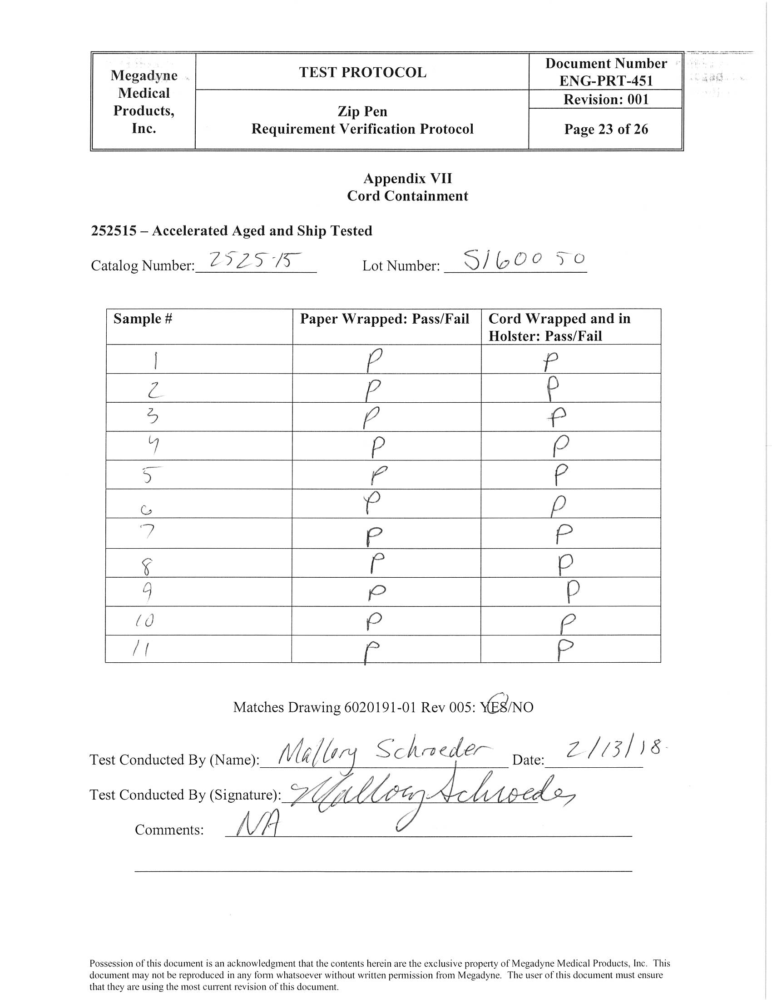 Megadyne
Medical
Products,
Inc.
TEST PROTOCOL
Zip Pen
Requirement Verification Protocol
Document Number
ENG-PRT-451
Revision: 001
Page 23 of 26
Appendix VII
Cord Containment
252515 – Accelerated Aged and Ship Tested
Catalog Number: 2525-15 Lot Number: S160050
Sample # Paper Wrapped: Pass/Fail Cord Wrapped and in
Holster: Pass/Fail
1 P P
2 P P
3 P P
4 P P
5 P P
6 P P
7 P P
8 P P
9 P P
10 P P
11 P P
Matches Drawing 6020191-01 Rev 005: YES/NO
Test Conducted By (Name): Mallory Schroeder Date: 2/13/18
Test Conducted By (Signature): Mallory Schroeder
Comments: NA
Possession of this document is an acknowledgment that the contents herein are the exclusive property of Megadyne Medical Products, Inc. This
document may not be reproduced in any form whatsoever without written permission from Megadyne. The user of this document must ensure
that they are using the most current revision of this document.